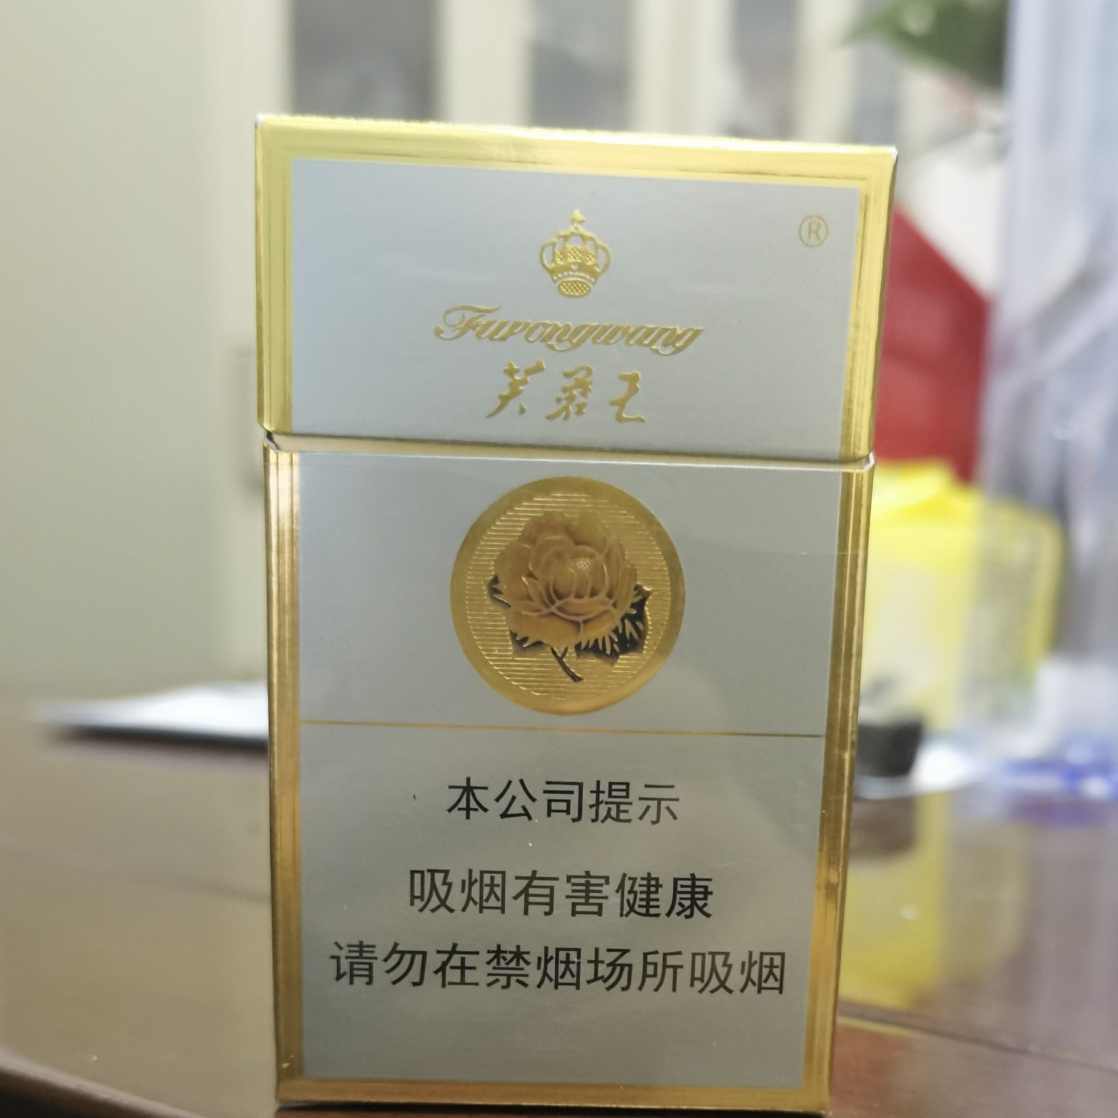 ®
Furongwang
芙蓉王
本公司提示
吸烟有害健康
请勿在禁烟场所吸烟